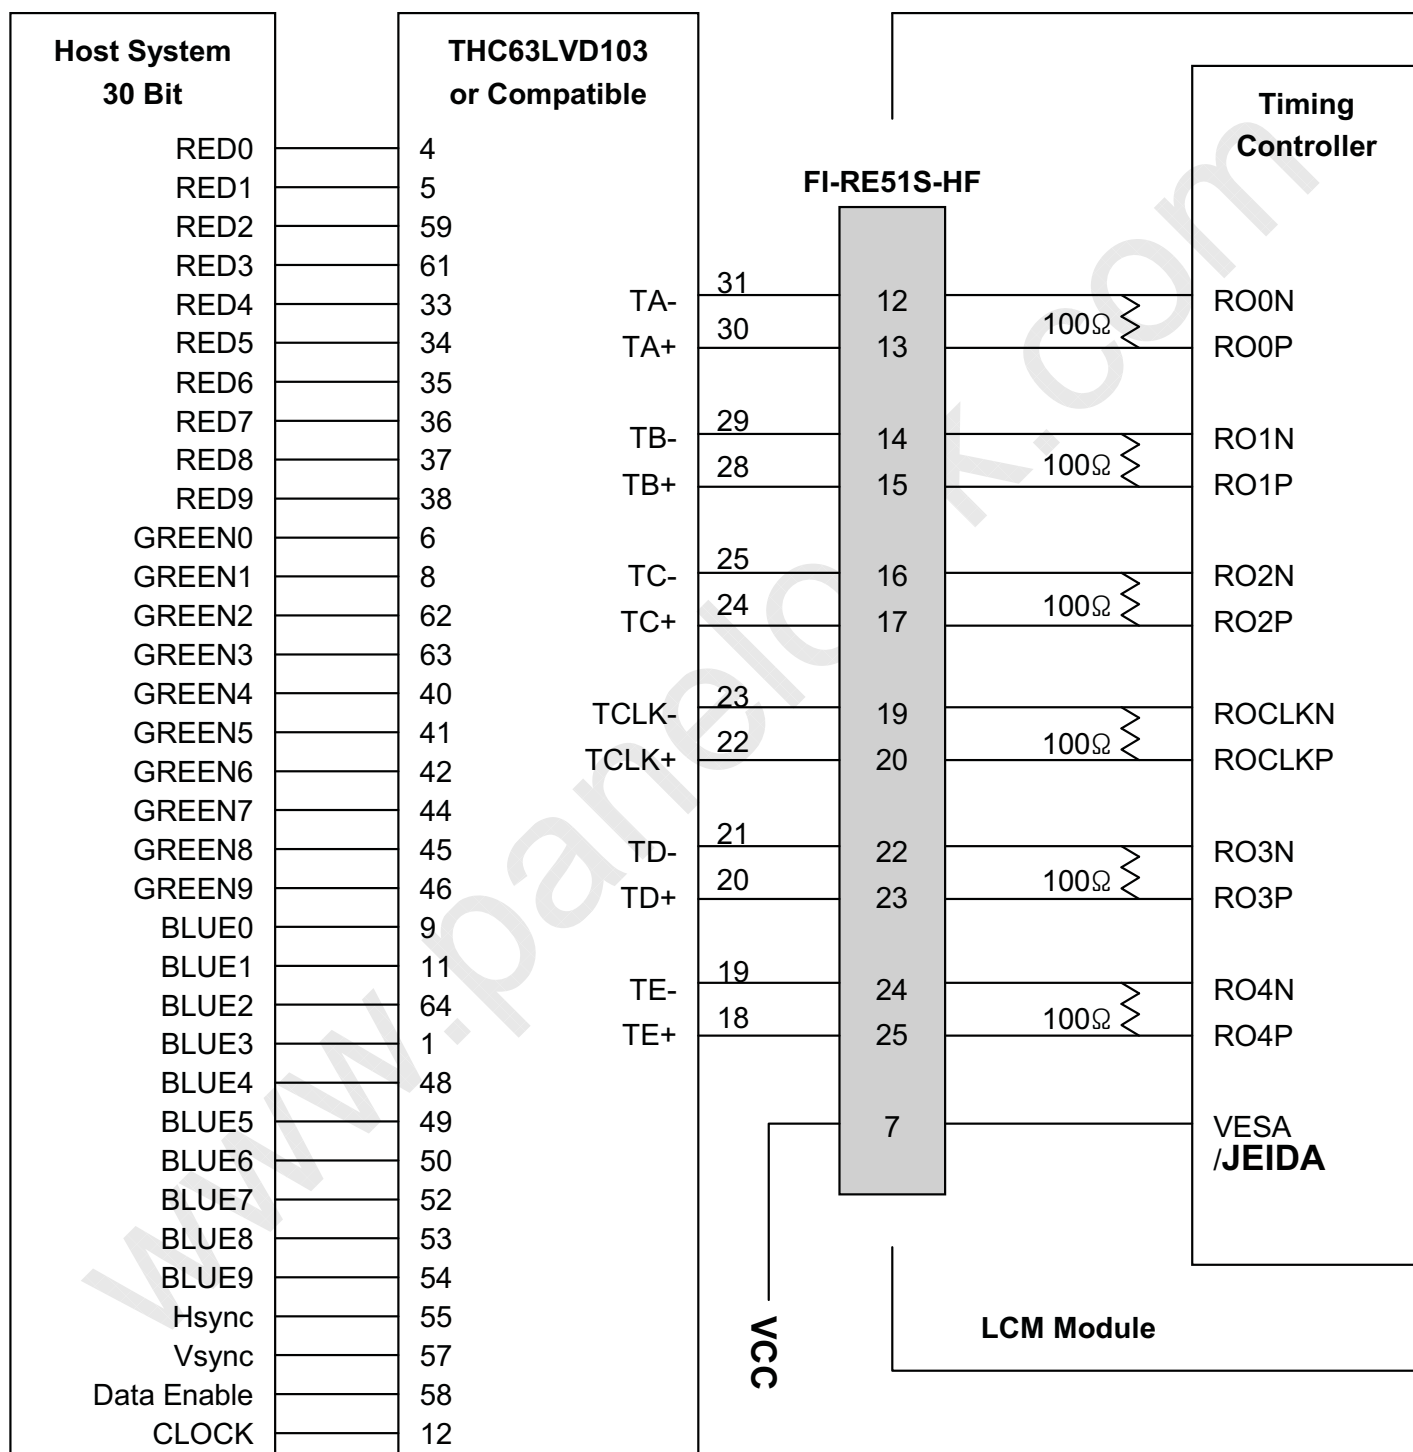 Host System
30 Bit
THC63LVD103
or Compatible
Timing
Controller
FI-RE51S-HF
RED0 4
RED1 5
RED2 59
RED3 61
RED4 33
RED5 34
RED6 35
RED7 36
RED8 37
RED9 38
GREEN0 6
GREEN1 8
GREEN2 62
GREEN3 63
GREEN4 40
GREEN5 41
GREEN6 42
GREEN7 44
GREEN8 45
GREEN9 46
BLUE0 9
BLUE1 11
BLUE2 64
BLUE3 1
BLUE4 48
BLUE5 49
BLUE6 50
BLUE7 52
BLUE8 53
BLUE9 54
Hsync 55
Vsync 57
Data Enable 58
CLOCK 12
TA- 31 12 RO0N
100Ω
TA+ 30 13 RO0P
TB- 29 14 RO1N
100Ω
TB+ 28 15 RO1P
TC- 25 16 RO2N
100Ω
TC+ 24 17 RO2P
TCLK- 23 19 ROCLKN
100Ω
TCLK+ 22 20 ROCLKP
TD- 21 22 RO3N
100Ω
TD+ 20 23 RO3P
TE- 19 24 RO4N
100Ω
TE+ 18 25 RO4P
7 VESA
/JEIDA
VCC
LCM Module